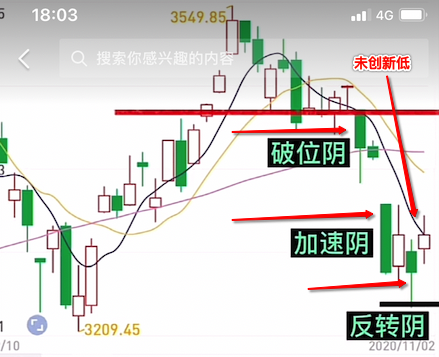 18:03
4G
3549.85
搜索你感兴趣的内容
未创新低
破位阴
加速阴
反转阴
3209.45
/10
2020/11/02